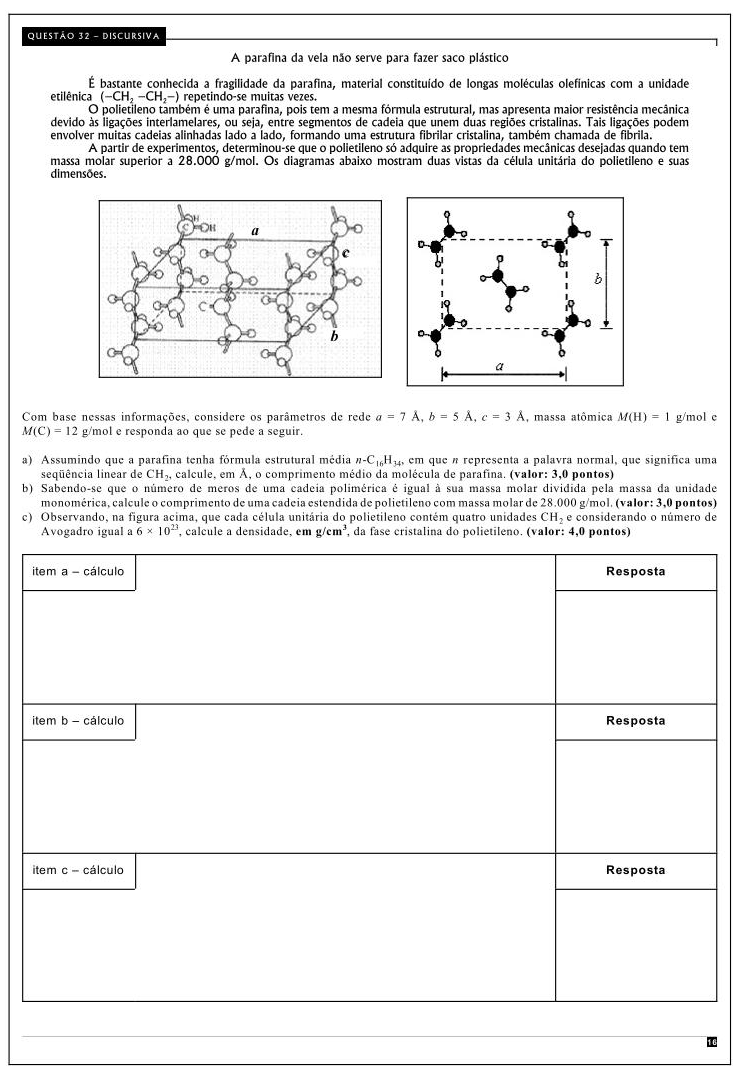 QUESTÃO 32 – DISCURSIVA
A parafina da vela não serve para fazer saco plástico
É bastante conhecida a fragilidade da parafina, material constituído de longas moléculas olefínicas com a unidade
etilênica (–CH₂ –CH₂–) repetindo-se muitas vezes.
O polietileno também é uma parafina, pois tem a mesma fórmula estrutural, mas apresenta maior resistência mecânica
devido às ligações interlamelares, ou seja, entre segmentos de cadeia que unem duas regiões cristalinas. Tais ligações podem
envolver muitas cadeias alinhadas lado a lado, formando uma estrutura fibrilar cristalina, também chamada de fibrila.
A partir de experimentos, determinou-se que o polietileno só adquire as propriedades mecânicas desejadas quando tem
massa molar superior a 28.000 g/mol. Os diagramas abaixo mostram duas vistas da célula unitária do polietileno e suas
dimensões.
H
C H
a
c
C
b
b
a
Com base nessas informações, considere os parâmetros de rede a = 7 Å, b = 5 Å, c = 3 Å, massa atômica M(H) = 1 g/mol e
M(C) = 12 g/mol e responda ao que se pede a seguir.
a) Assumindo que a parafina tenha fórmula estrutural média n-C₁₆H₃₄, em que n representa a palavra normal, que significa uma
seqüência linear de CH₂, calcule, em Å, o comprimento médio da molécula de parafina. (valor: 3,0 pontos)
b) Sabendo-se que o número de meros de uma cadeia polimérica é igual à sua massa molar dividida pela massa da unidade
monomérica, calcule o comprimento de uma cadeia estendida de polietileno com massa molar de 28.000 g/mol. (valor: 3,0 pontos)
c) Observando, na figura acima, que cada célula unitária do polietileno contém quatro unidades CH₂ e considerando o número de
Avogadro igual a 6 × 10²³, calcule a densidade, em g/cm³, da fase cristalina do polietileno. (valor: 4,0 pontos)
item a – cálculo
Resposta
item b – cálculo
Resposta
item c – cálculo
Resposta
16